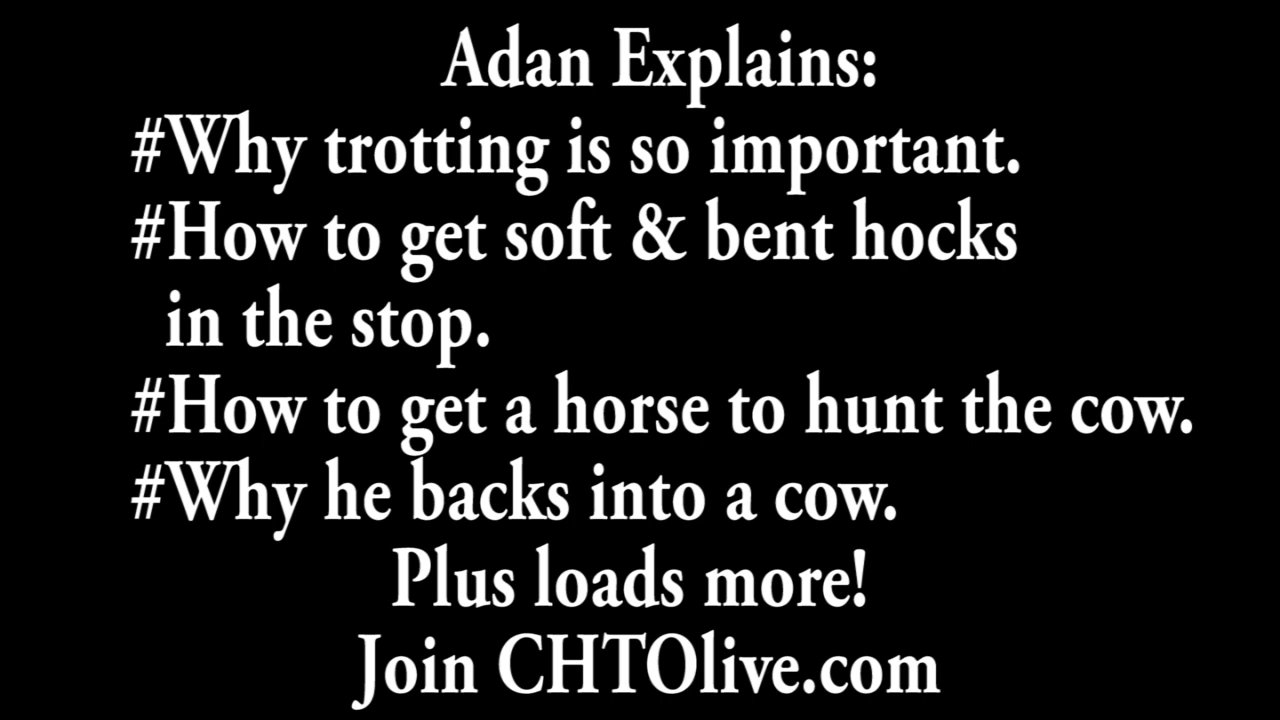 Adan Explains:
#Why trotting is so important.
#How to get soft & bent hocks
in the stop.
#How to get a horse to hunt the cow.
#Why he backs into a cow.
Plus loads more!
Join CHTOlive.com